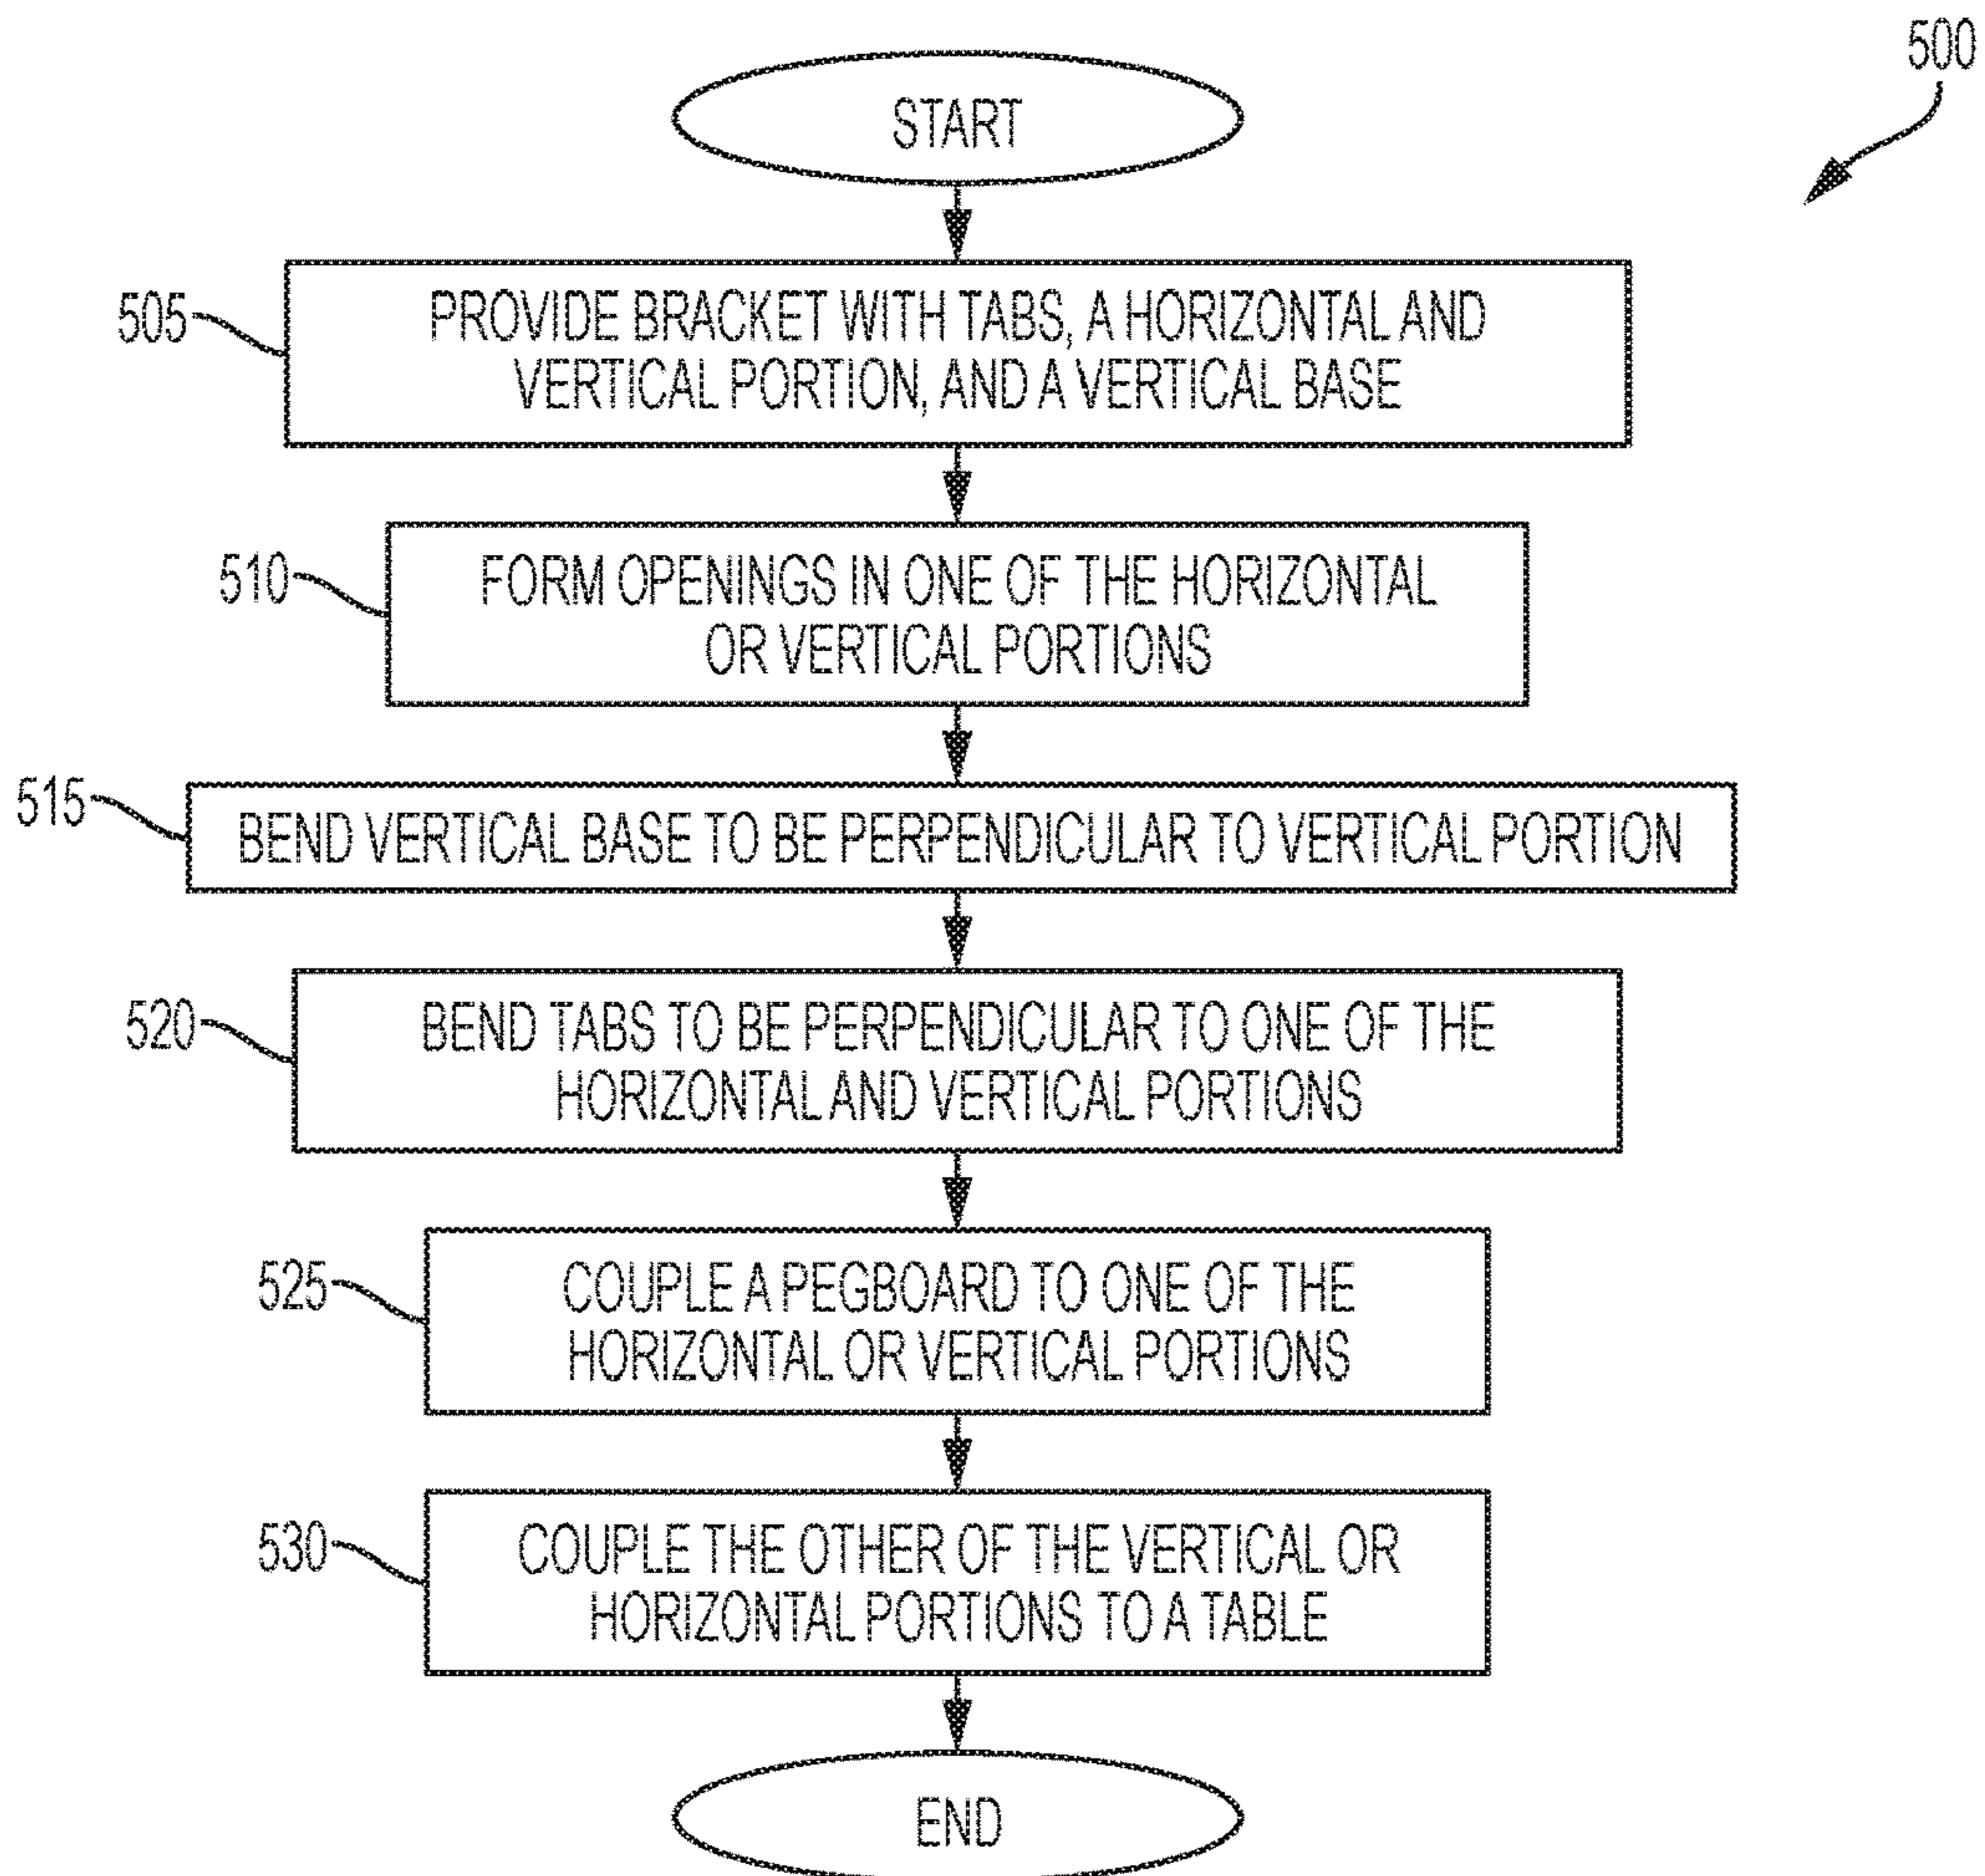 500
START
505
PROVIDE BRACKET WITH TABS, A HORIZONTAL AND
VERTICAL PORTION, AND A VERTICAL BASE
510
FORM OPENINGS IN ONE OF THE HORIZONTAL
OR VERTICAL PORTIONS
515
BEND VERTICAL BASE TO BE PERPENDICULAR TO VERTICAL PORTION
520
BEND TABS TO BE PERPENDICULAR TO ONE OF THE
HORIZONTAL AND VERTICAL PORTIONS
525
COUPLE A PEGBOARD TO ONE OF THE
HORIZONTAL OR VERTICAL PORTIONS
530
COUPLE THE OTHER OF THE VERTICAL OR
HORIZONTAL PORTIONS TO A TABLE
END